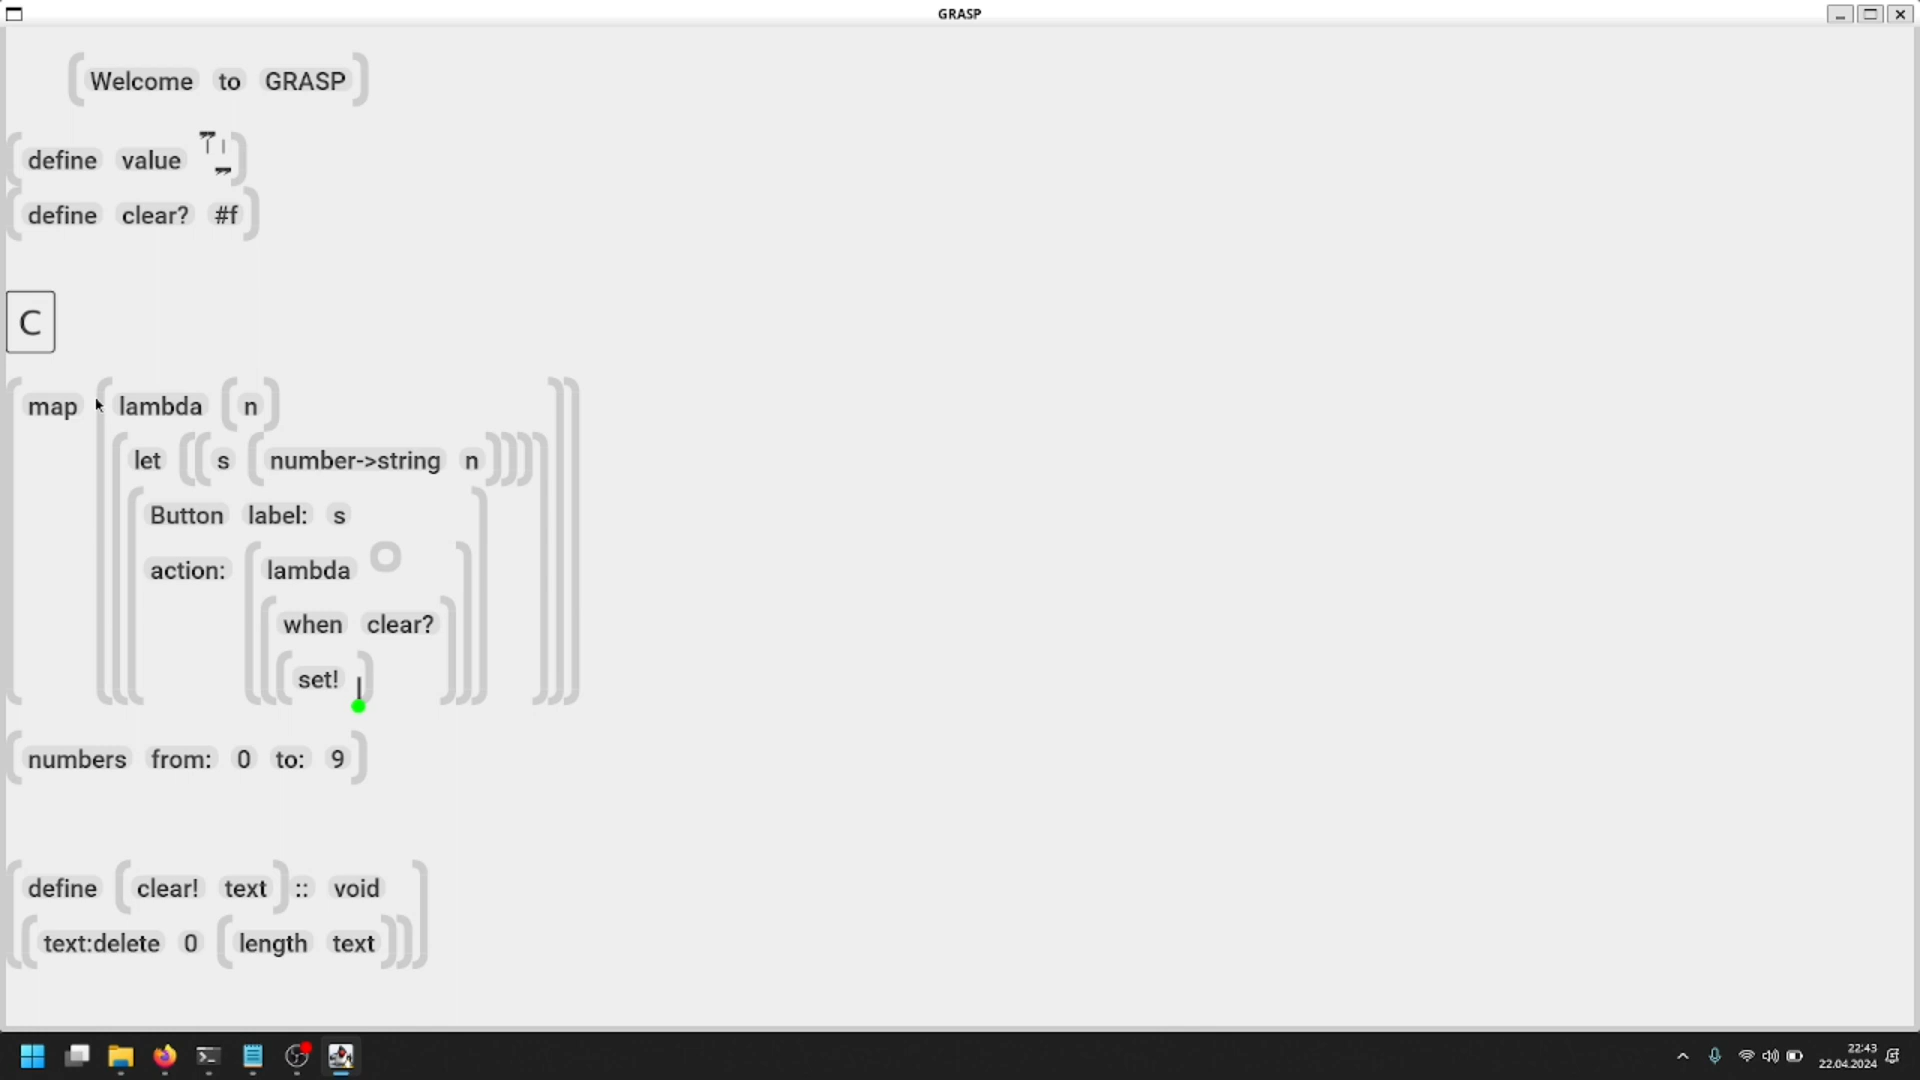 GRASP
Welcome to GRASP
define value
define clear? #f
C
map lambda n
let s number->string n
Button label: s
action: lambda
when clear?
set!
numbers from: 0 to: 9
define clear! text :: void
text:delete 0 length text
22:43
22.04.2024